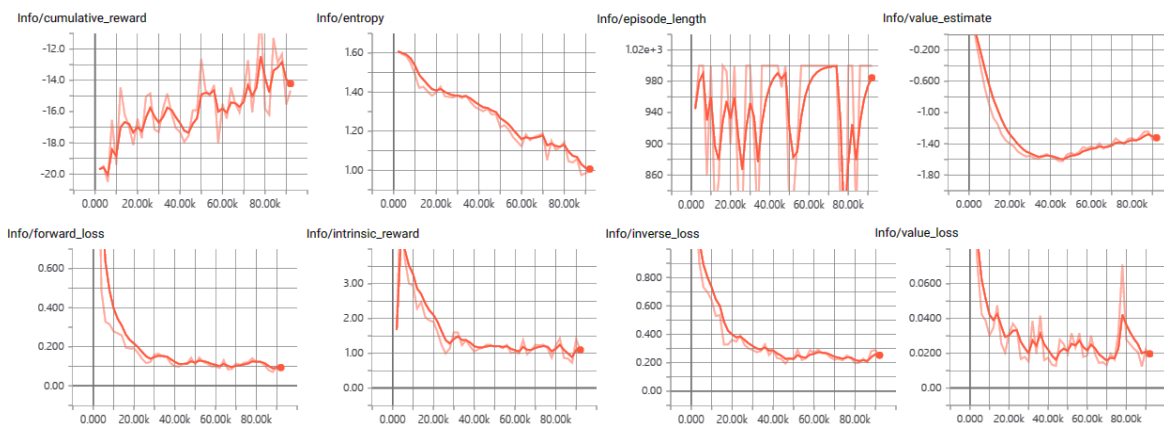 Info/cumulative_reward
-12.0
-14.0
-16.0
-18.0
-20.0
0.000 20.00k 40.00k 60.00k 80.00k
Info/entropy
1.60
1.40
1.20
1.00
0.000 20.00k 40.00k 60.00k 80.00k
Info/episode_length
1.02e+3
980
940
900
860
0.000 20.00k 40.00k 60.00k 80.00k
Info/value_estimate
-0.200
-0.600
-1.00
-1.40
-1.80
0.000 20.00k 40.00k 60.00k 80.00k
Info/forward_loss
0.600
0.400
0.200
0.00
0.000 20.00k 40.00k 60.00k 80.00k
Info/intrinsic_reward
3.00
2.00
1.00
0.00
0.000 20.00k 40.00k 60.00k 80.00k
Info/inverse_loss
0.800
0.600
0.400
0.200
0.00
0.000 20.00k 40.00k 60.00k 80.00k
Info/value_loss
0.0600
0.0400
0.0200
0.00
0.000 20.00k 40.00k 60.00k 80.00k